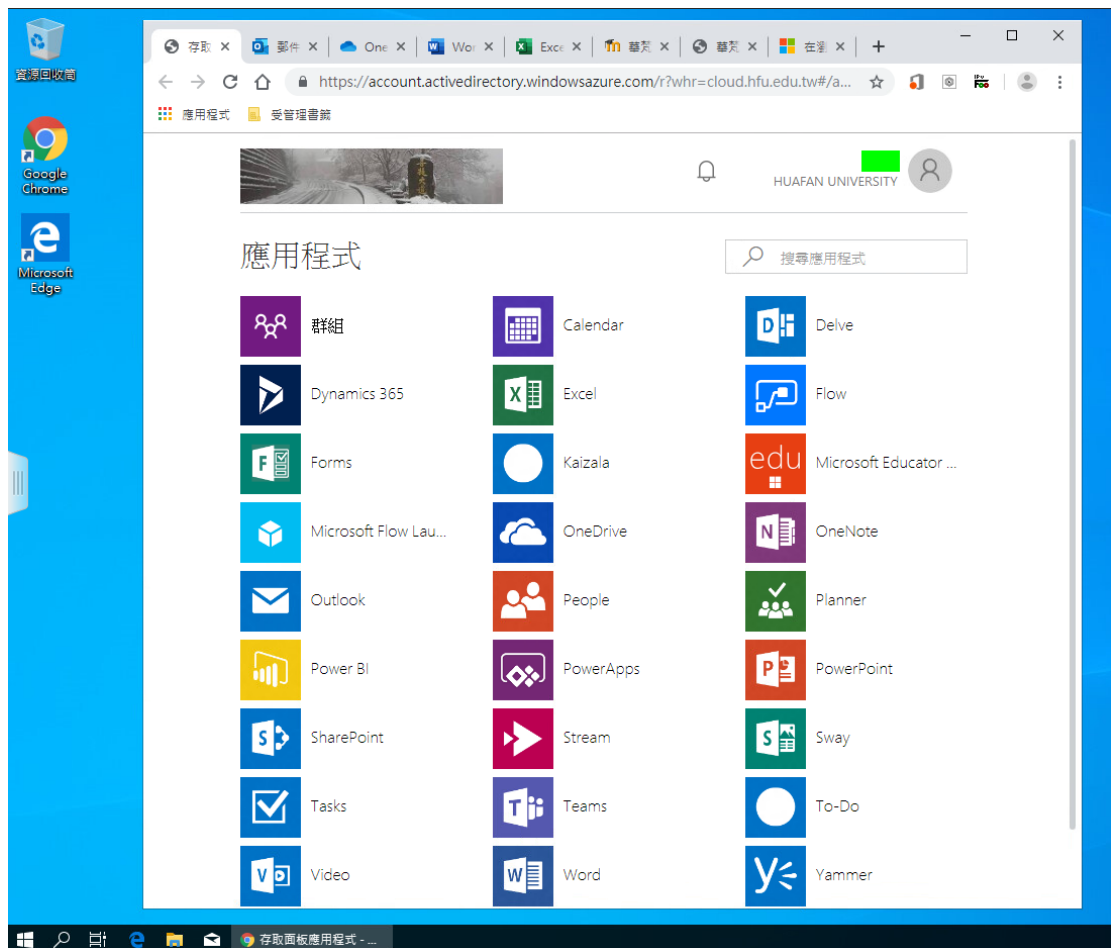 資源回收筒
Google
Chrome
Microsoft
Edge
存取
郵件
One
Wor
Exce
華梵
華梵
在瀏
https://account.activedirectory.windowsazure.com/r?whr=cloud.hfu.edu.tw#/a...
應用程式
受管理書籤
HUAFAN UNIVERSITY
應用程式
搜尋應用程式
群組
Calendar
Delve
Dynamics 365
Excel
Flow
Forms
Kaizala
edu
Microsoft Educator ...
Microsoft Flow Lau...
OneDrive
OneNote
Outlook
People
Planner
Power BI
PowerApps
PowerPoint
SharePoint
Stream
Sway
Tasks
Teams
To-Do
Video
Word
Yammer
存取面板應用程式 - ...